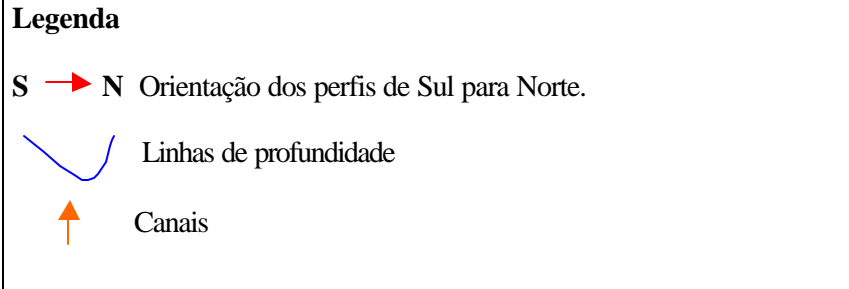 Legenda
S N Orientação dos perfis de Sul para Norte.
Linhas de profundidade
Canais